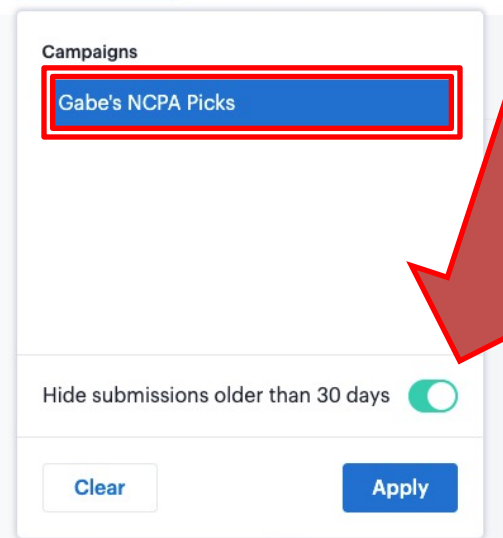 Campaigns
Gabe's NCPA Picks
Hide submissions older than 30 days
Clear
Apply